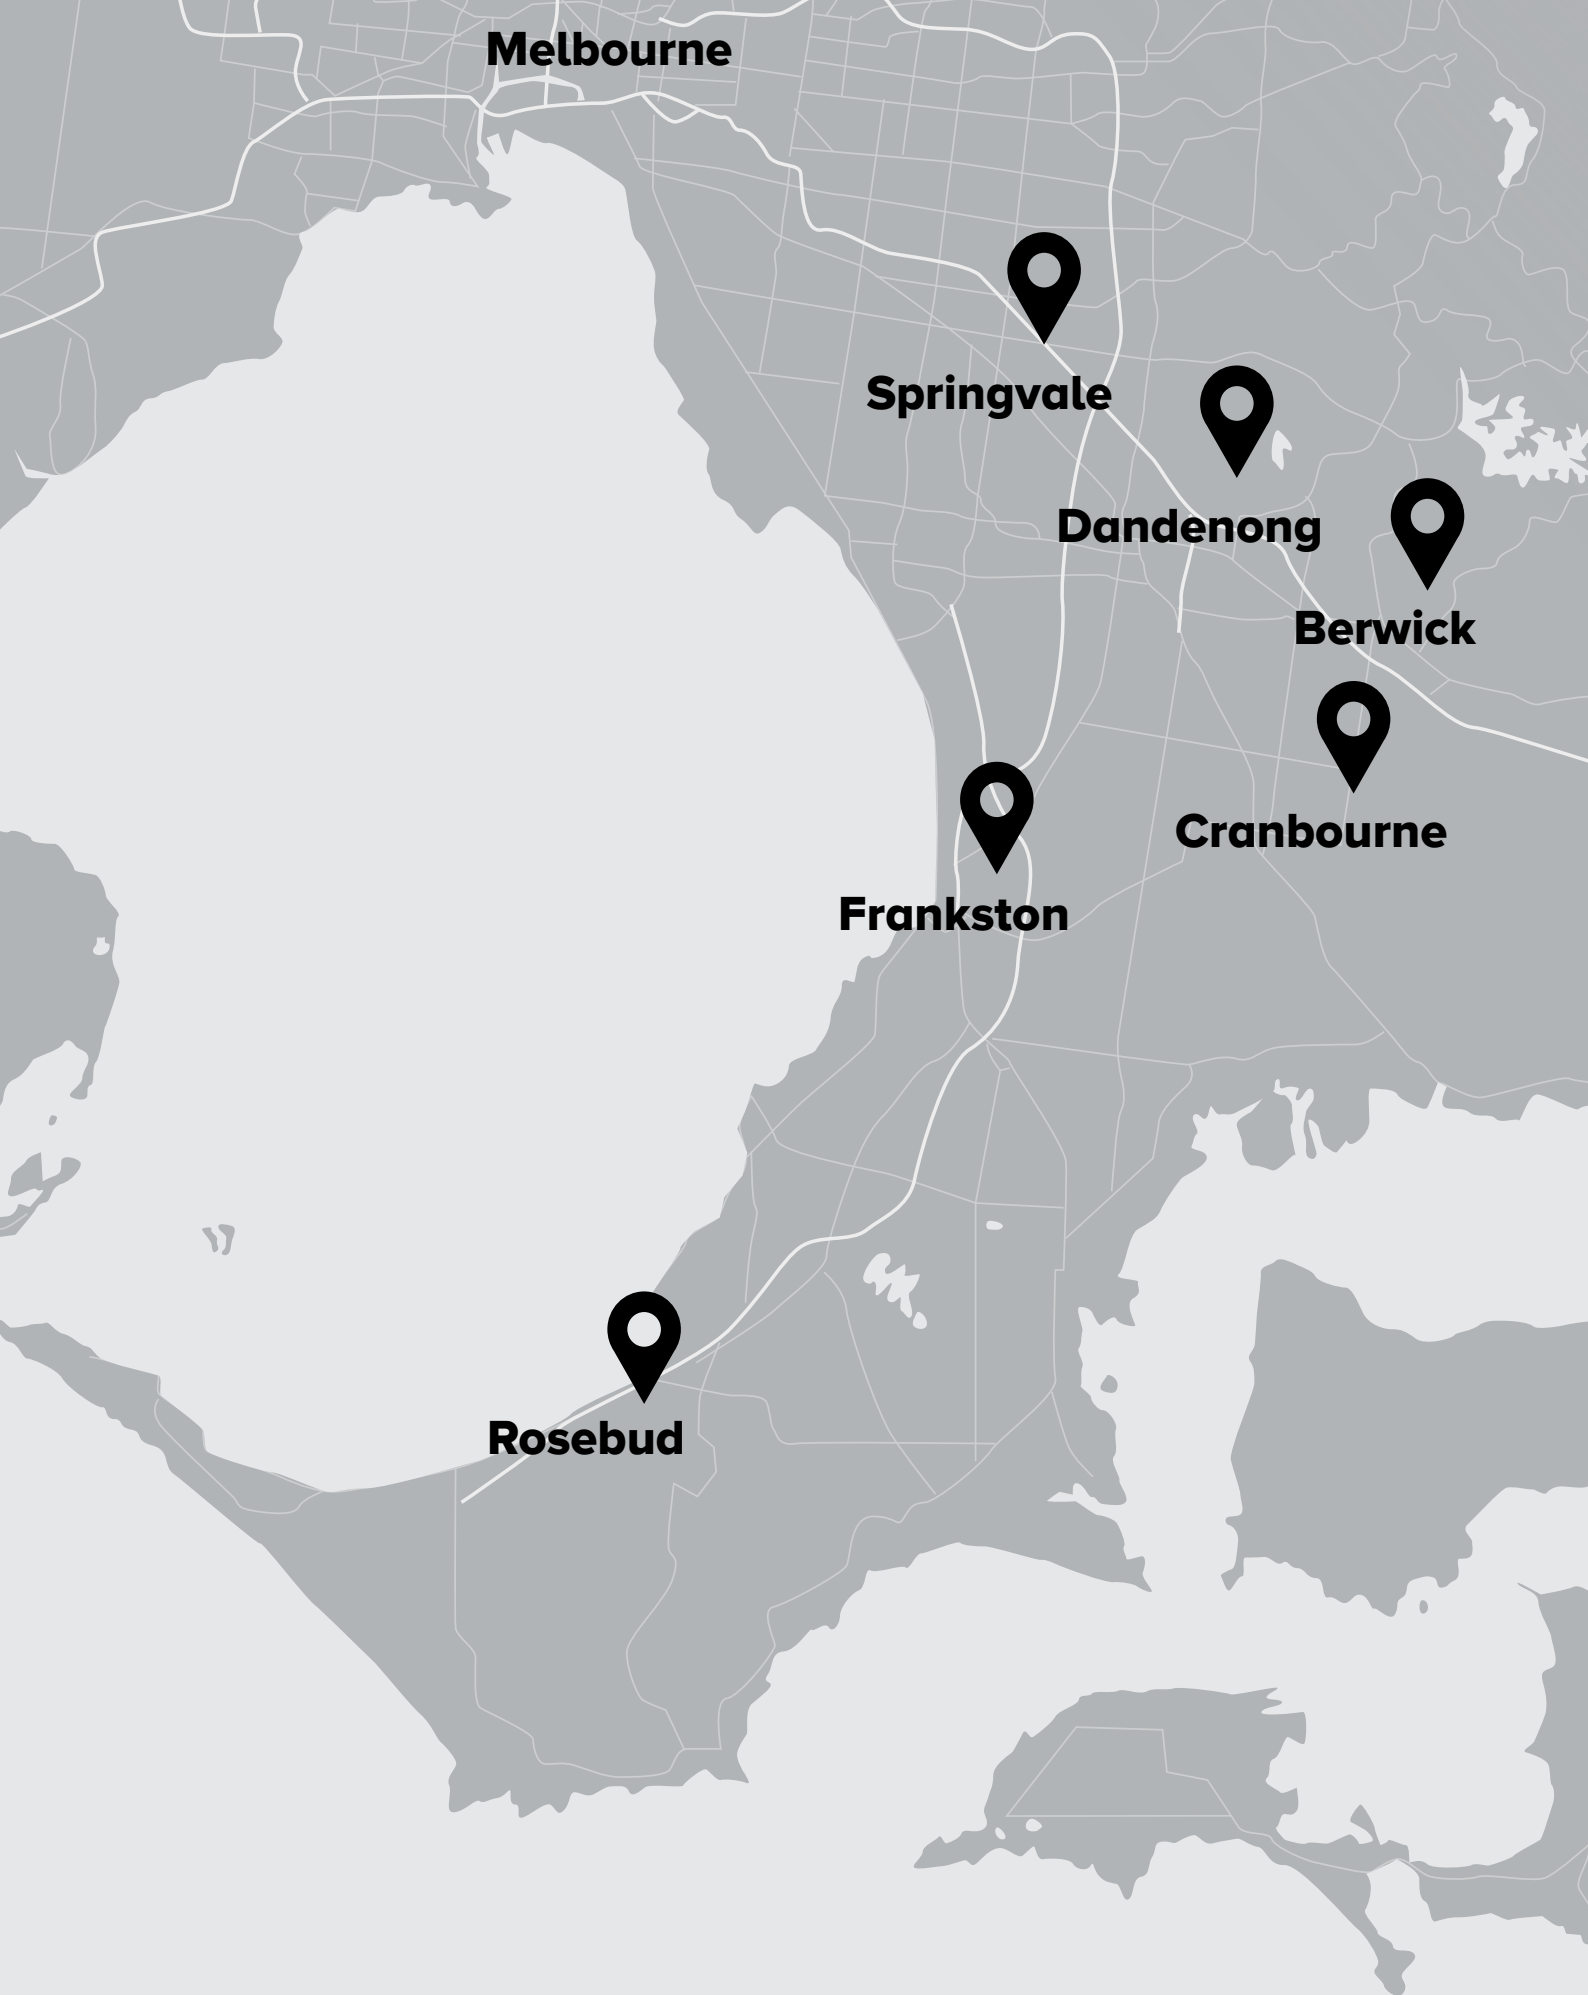 Melbourne
Springvale
Dandenong
Berwick
Cranbourne
Frankston
Rosebud